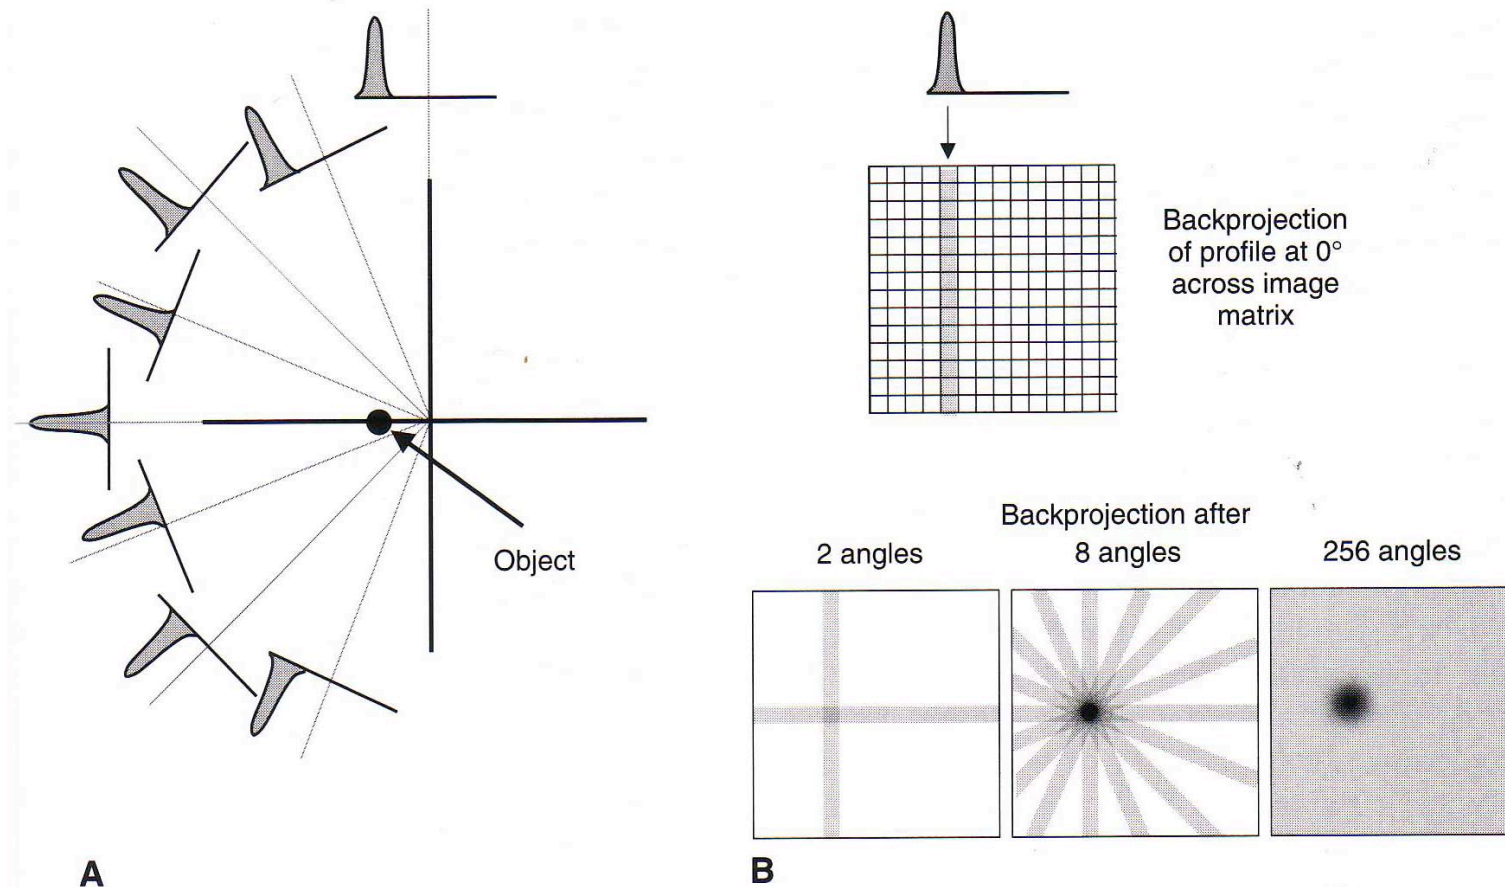 Object
A
Backprojection
of profile at 0°
across image
matrix
Backprojection after
2 angles
8 angles
256 angles
B